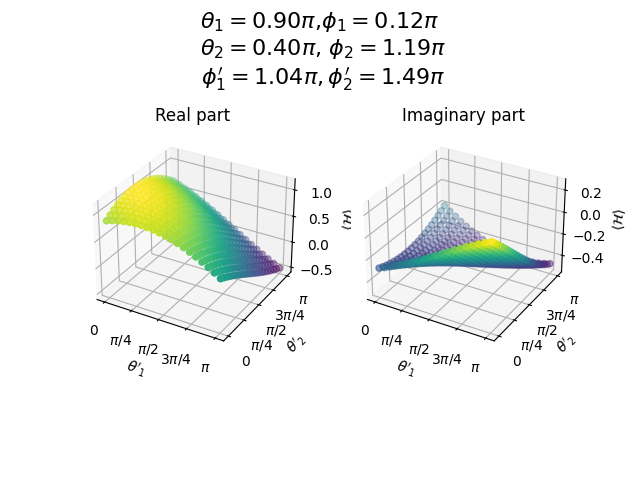 θ₁ = 0.90π,ϕ₁ = 0.12π
θ₂ = 0.40π, ϕ₂ = 1.19π
ϕ′₁ = 1.04π, ϕ′₂ = 1.49π
Real part
Imaginary part
1.0
0.5
0.0
−0.5
⟨ℋ⟩
0
π/4
π/2
3π/4
π
θ′₁
0
π/4
π/2
3π/4
π
θ′₂
0.2
0.0
−0.2
−0.4
⟨ℋ⟩
0
π/4
π/2
3π/4
π
θ′₁
0
π/4
π/2
3π/4
π
θ′₂